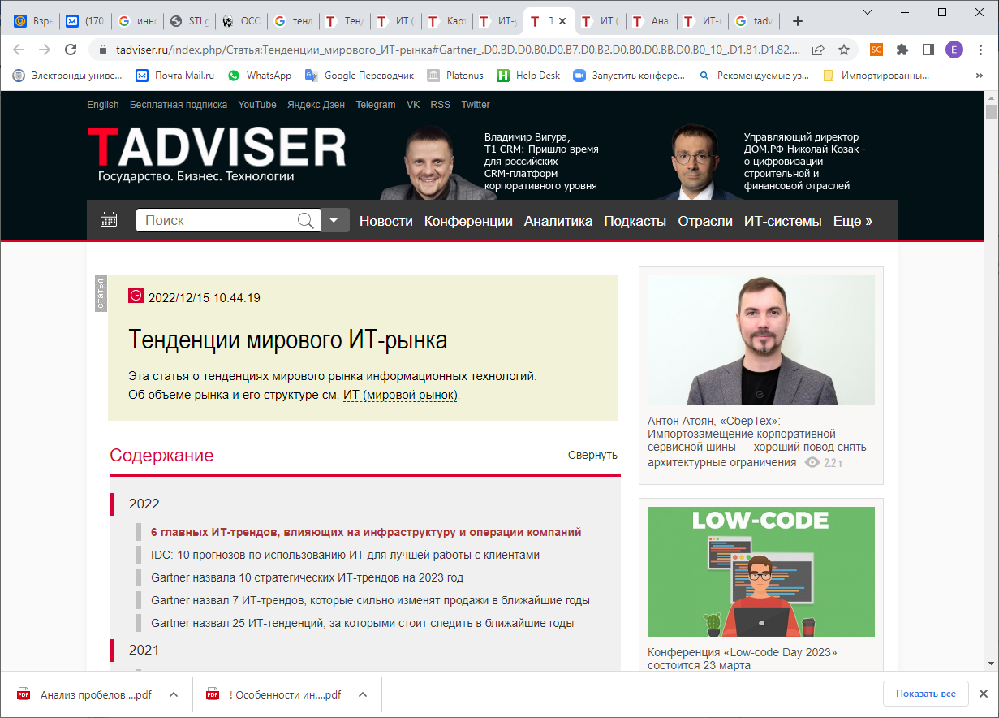 Взры
(170
инно
STI g
ОСС
тенд
Тенд
ИТ (
Карт
ИТ-у
Т
ИТ (
Ана.
ИТ-и
tadv
tadviser.ru/index.php/Статья:Тенденции_мирового_ИТ-рынка#Gartner_.D0.BD.D0.B0.D0.B7.D0.B2.D0.B0.D0.BB.D0.B0_10_.D1.81.D1.82....
SC
E
Электронды униве...
Почта Mail.ru
WhatsApp
Google Переводчик
Platonus
Help Desk
Запустить конфере...
Рекомендуемые уз...
Импортированны...
»
English Бесплатная подписка YouTube Яндекс Дзен Telegram VK RSS Twitter
TADVISER
Государство. Бизнес. Технологии
Владимир Вигура,
Т1 CRM: Пришло время
для российских
CRM-платформ
корпоративного уровня
Управляющий директор
ДОМ.РФ Николай Козак -
о цифровизации
строительной и
финансовой отраслей
Поиск
Новости Конференции Аналитика Подкасты Отрасли ИТ-системы Еще »
статья
2022/12/15 10:44:19
Тенденции мирового ИТ-рынка
Эта статья о тенденциях мирового рынка информационных технологий.
Об объёме рынка и его структуре см. ИТ (мировой рынок).
Содержание
Свернуть
2022
6 главных ИТ-трендов, влияющих на инфраструктуру и операции компаний
IDC: 10 прогнозов по использованию ИТ для лучшей работы с клиентами
Gartner назвала 10 стратегических ИТ-трендов на 2023 год
Gartner назвал 7 ИТ-трендов, которые сильно изменят продажи в ближайшие годы
Gartner назвал 25 ИТ-тенденций, за которыми стоит следить в ближайшие годы
2021
Антон Атоян, «СберТех»:
Импортозамещение корпоративной
сервисной шины — хороший повод снять
архитектурные ограничения 2.2 т
LOW-CODE
Конференция «Low-code Day 2023»
состоится 23 марта
Анализ пробелов....pdf
! Особенности ин....pdf
Показать все